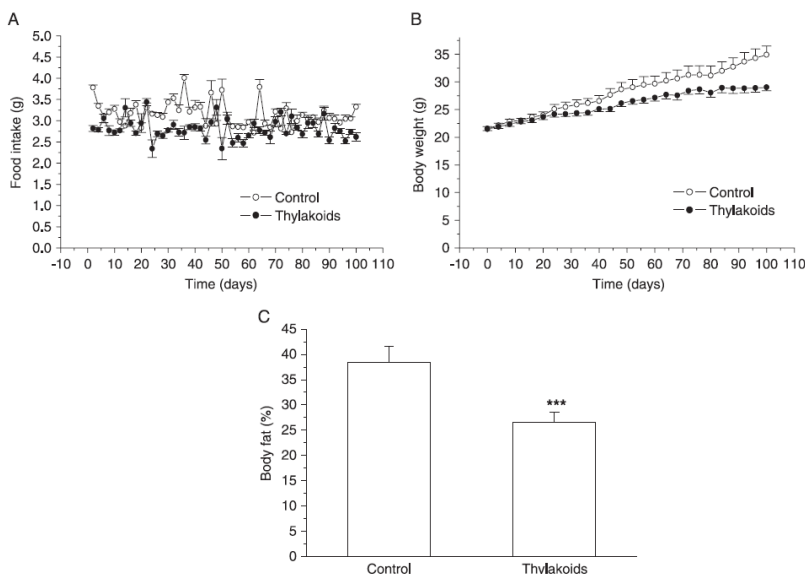 A
5.0
4.5
4.0
3.5
3.0
2.5
2.0
1.5
1.0
0.5
0.0
Food intake (g)
Control
Thylakoids
-10 0 10 20 30 40 50 60 70 80 90 100 110
Time (days)
B
35
30
25
20
15
10
5
0
Body weight (g)
Control
Thylakoids
-10 0 10 20 30 40 50 60 70 80 90 100 110
Time (days)
C
45
40
35
30
25
20
15
10
5
0
Body fat (%)
***
Control Thylakoids